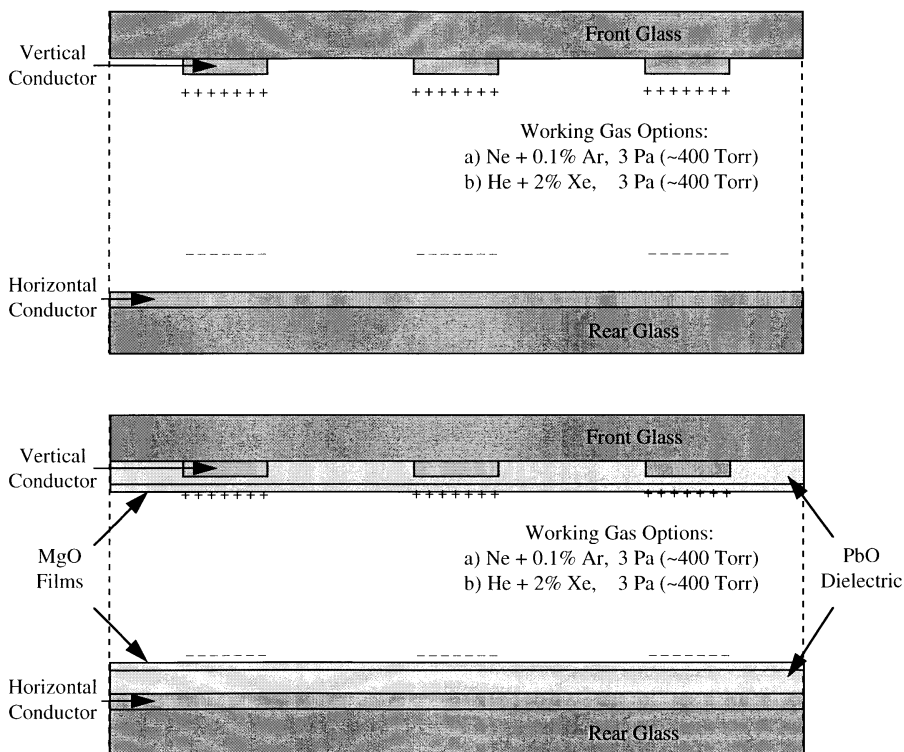 Front Glass
Vertical
Conductor
+ + + + + + +
+ + + + + + +
+ + + + + + +
Working Gas Options:
a) Ne + 0.1% Ar, 3 Pa (~400 Torr)
b) He + 2% Xe, 3 Pa (~400 Torr)
Horizontal
Conductor
Rear Glass
Front Glass
Vertical
Conductor
+ + + + + + +
+ + + + + + +
+ + + + + + +
MgO
Films
Working Gas Options:
a) Ne + 0.1% Ar, 3 Pa (~400 Torr)
b) He + 2% Xe, 3 Pa (~400 Torr)
PbO
Dielectric
Horizontal
Conductor
Rear Glass